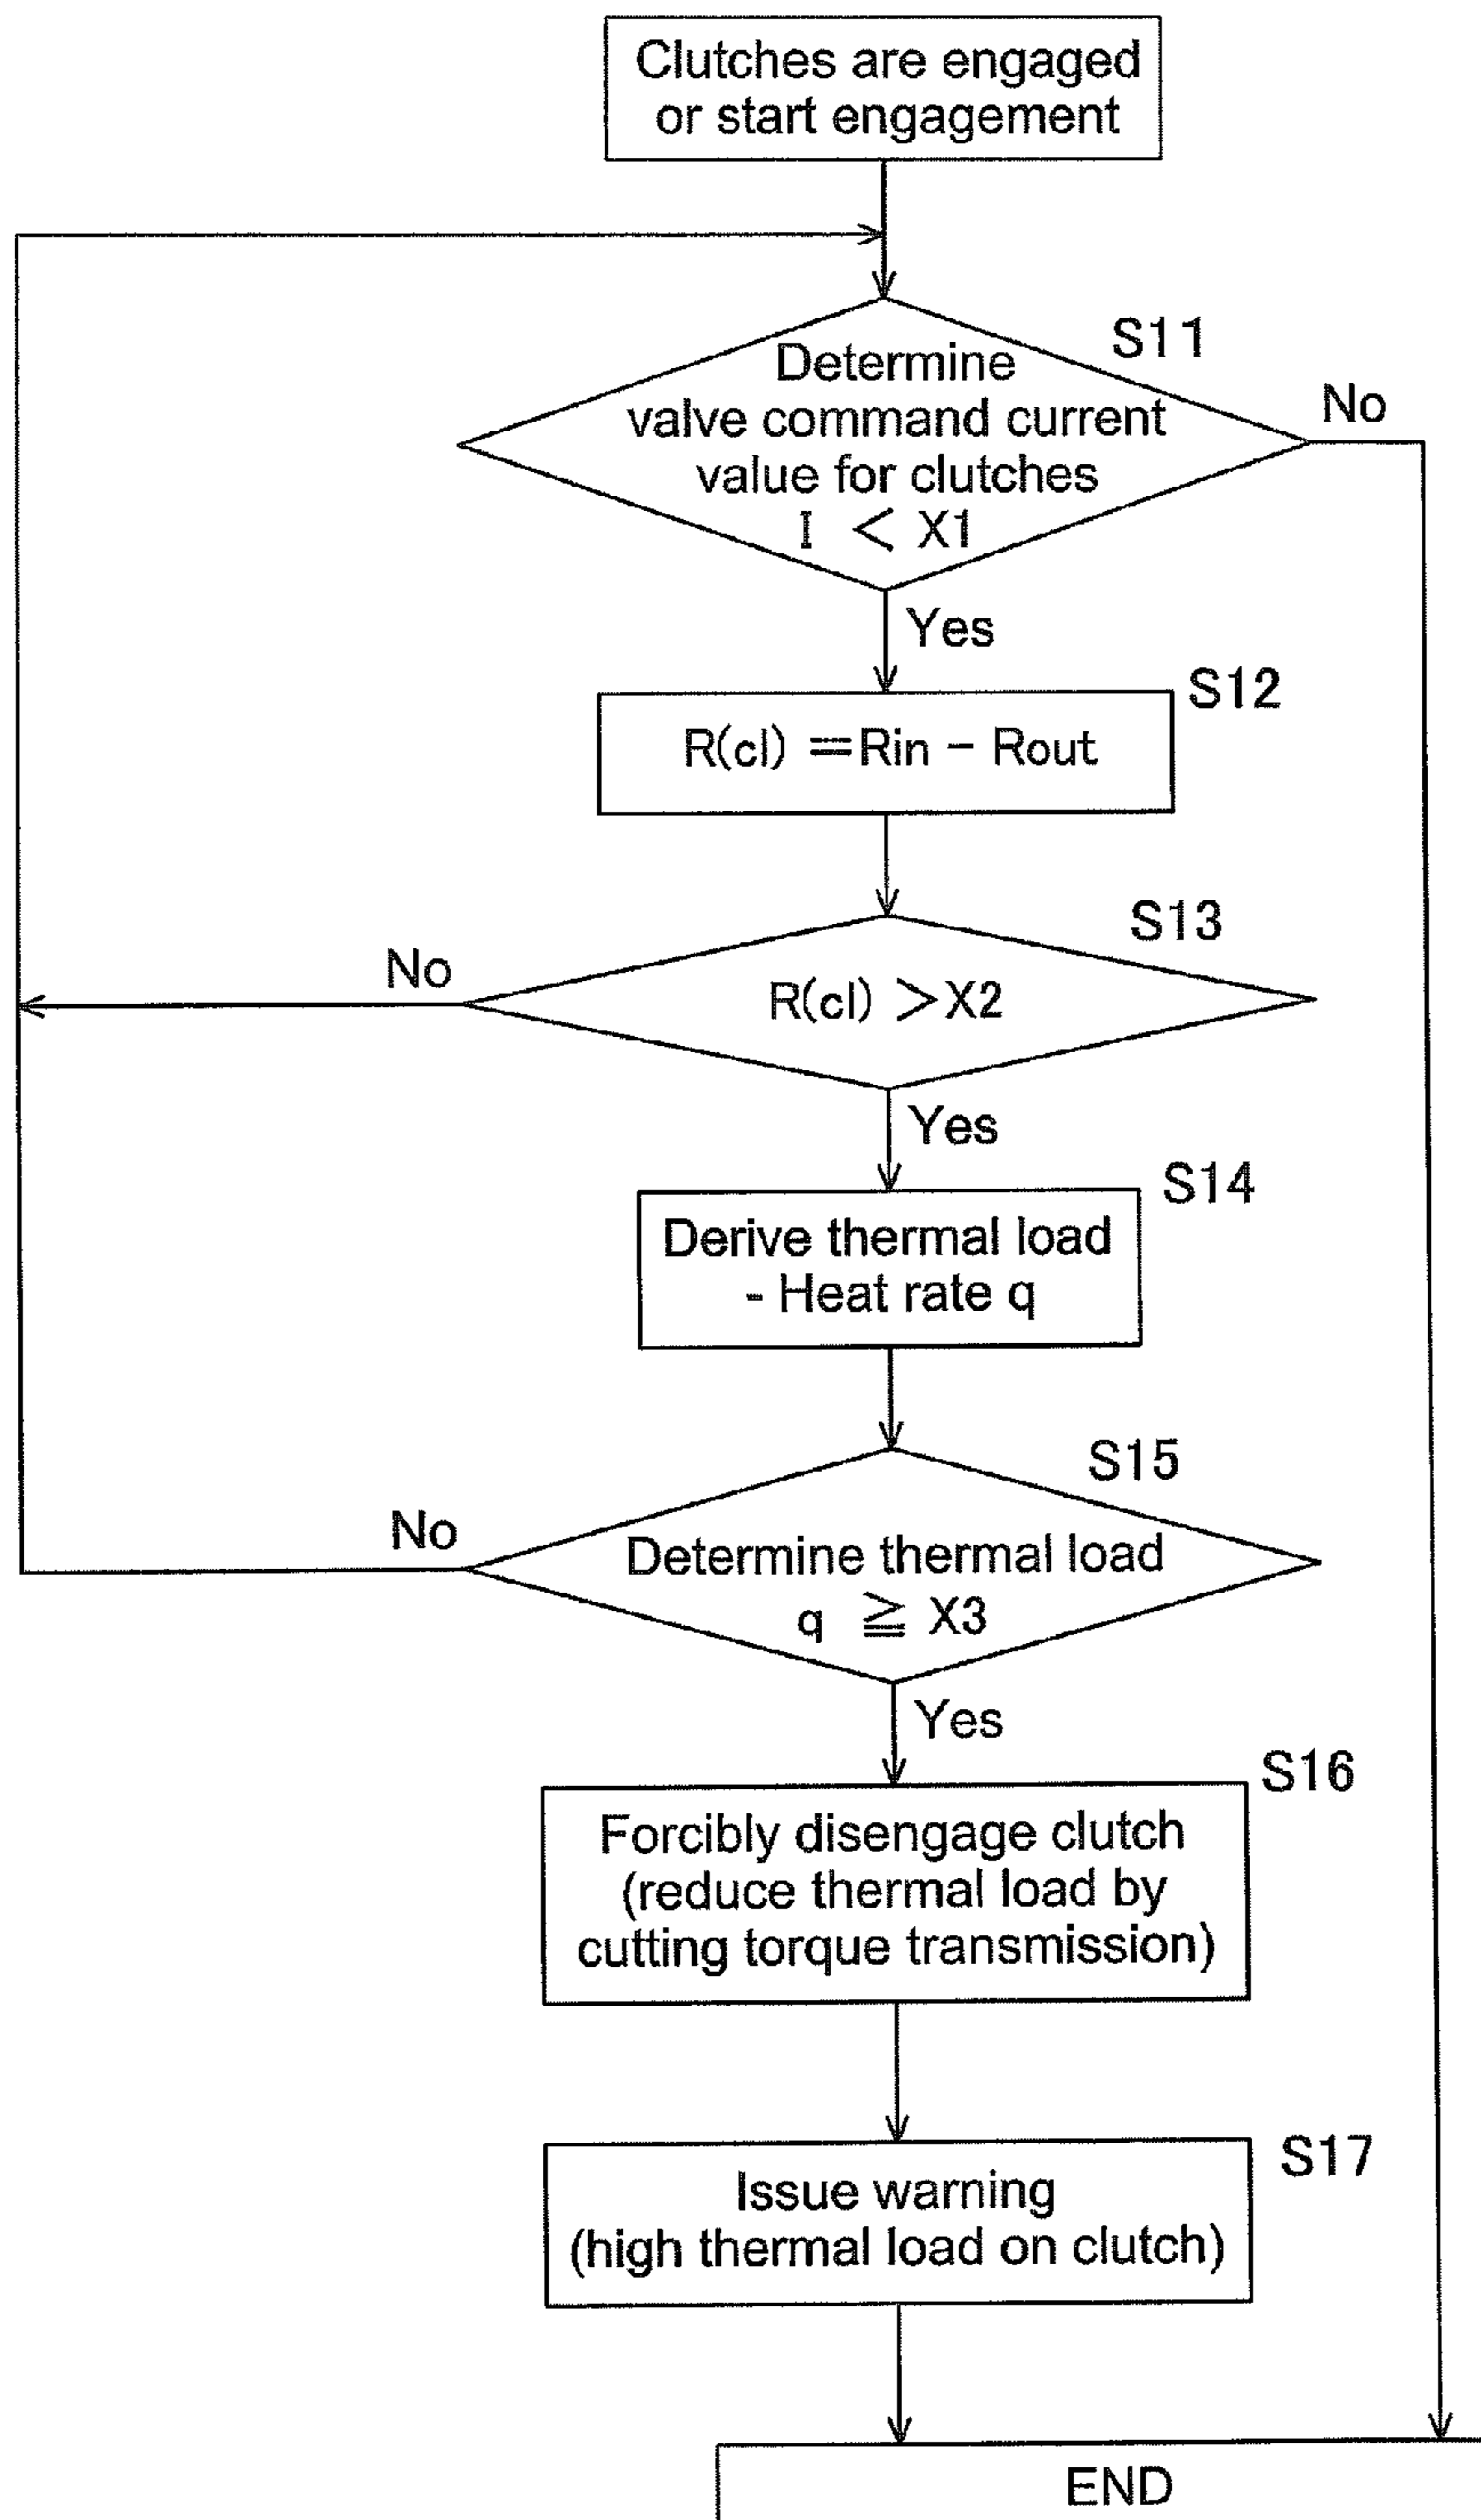 Clutches are engaged
or start engagement
S11
Determine
valve command current
value for clutches
I < X1
No
Yes
S12
R(cl) =Rin - Rout
S13
No
R(cl) >X2
Yes
S14
Derive thermal load
- Heat rate q
S15
No
Determine thermal load
q ≧ X3
Yes
S16
Forcibly disengage clutch
(reduce thermal load by
cutting torque transmission)
S17
Issue warning
(high thermal load on clutch)
END